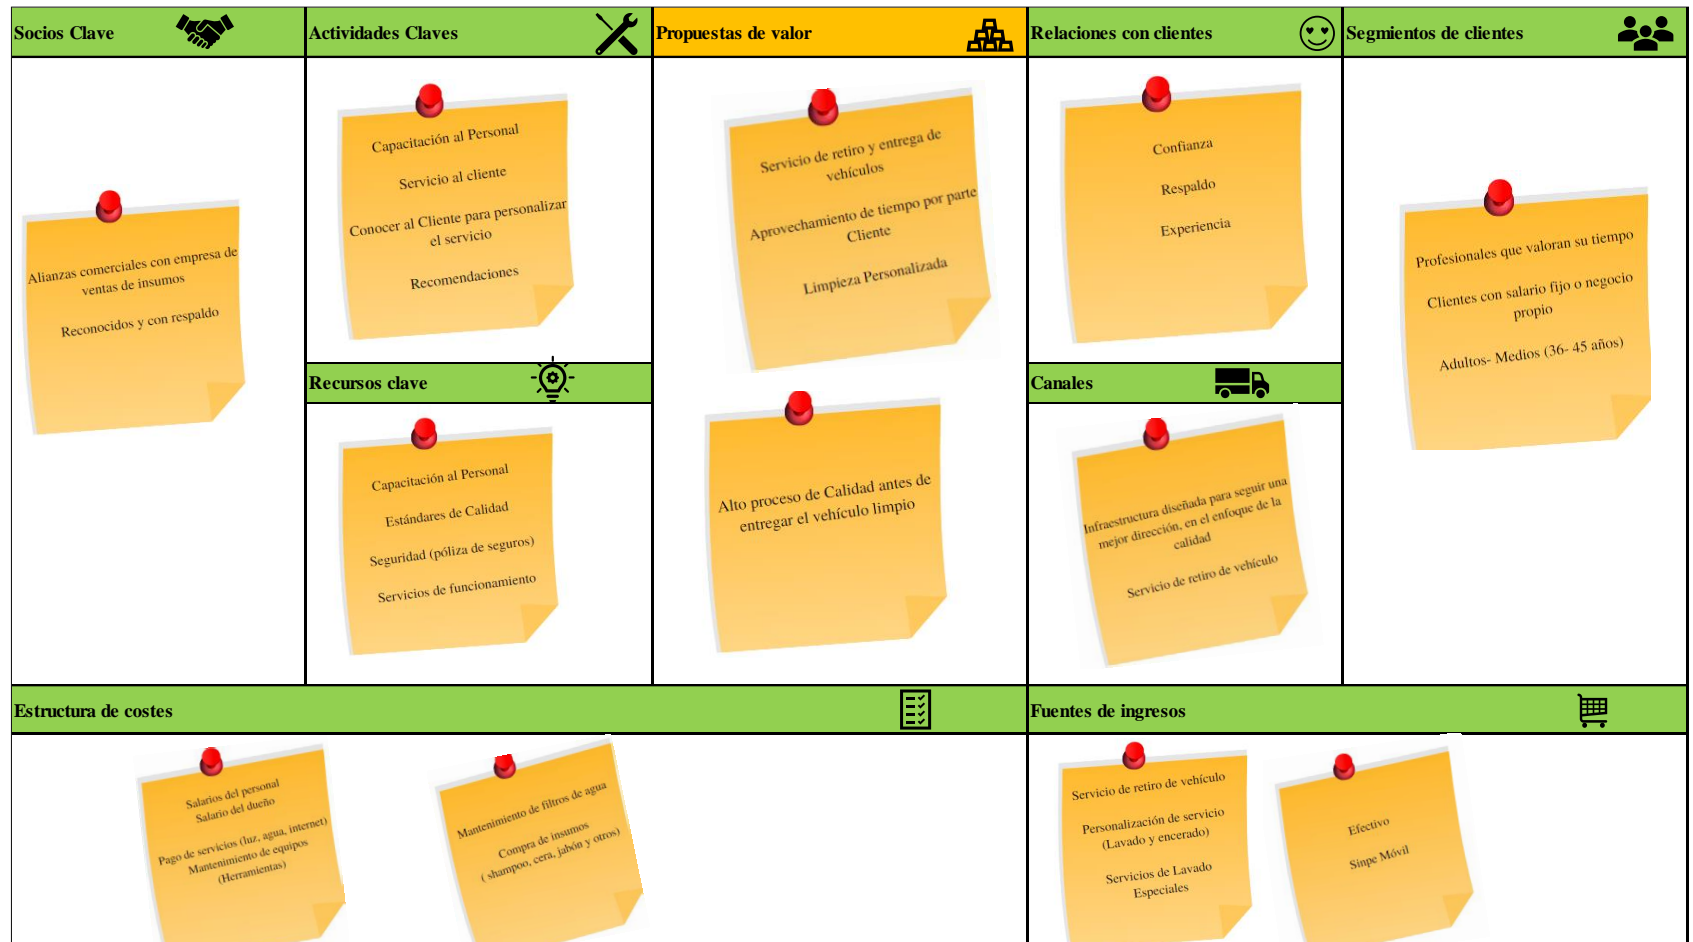 Socios Clave
Alianzas comerciales con empresa de
ventas de insumos
Reconocidos y con respaldo
Actividades Claves
Capacitación al Personal
Servicio al cliente
Conocer al Cliente para personalizar
el servicio
Recomendaciones
Recursos clave
Capacitación al Personal
Estándares de Calidad
Seguridad (póliza de seguros)
Servicios de funcionamiento
Propuestas de valor
Servicio de retiro y entrega de
vehículos
Aprovechamiento de tiempo por parte
Cliente
Limpieza Personalizada
Alto proceso de Calidad antes de
entregar el vehículo limpio
Relaciones con clientes
Confianza
Respaldo
Experiencia
Canales
Infraestructura diseñada para seguir una
mejor dirección, en el enfoque de la
calidad
Servicio de retiro de vehículo
Segmientos de clientes
Profesionales que valoran su tiempo
Clientes con salario fijo o negocio
propio
Adultos- Medios (36- 45 años)
Estructura de costes
Salarios del personal
Salario del dueño
Pago de servicios (luz, agua, internet)
Mantenimiento de equipos
(Herramientas)
Mantenimiento de filtros de agua
Compra de insumos
( shampoo, cera, jabón y otros)
Fuentes de ingresos
Servicio de retiro de vehículo
Personalización de servicio
(Lavado y encerado)
Servicios de Lavado
Especiales
Efectivo
Sinpe Móvil